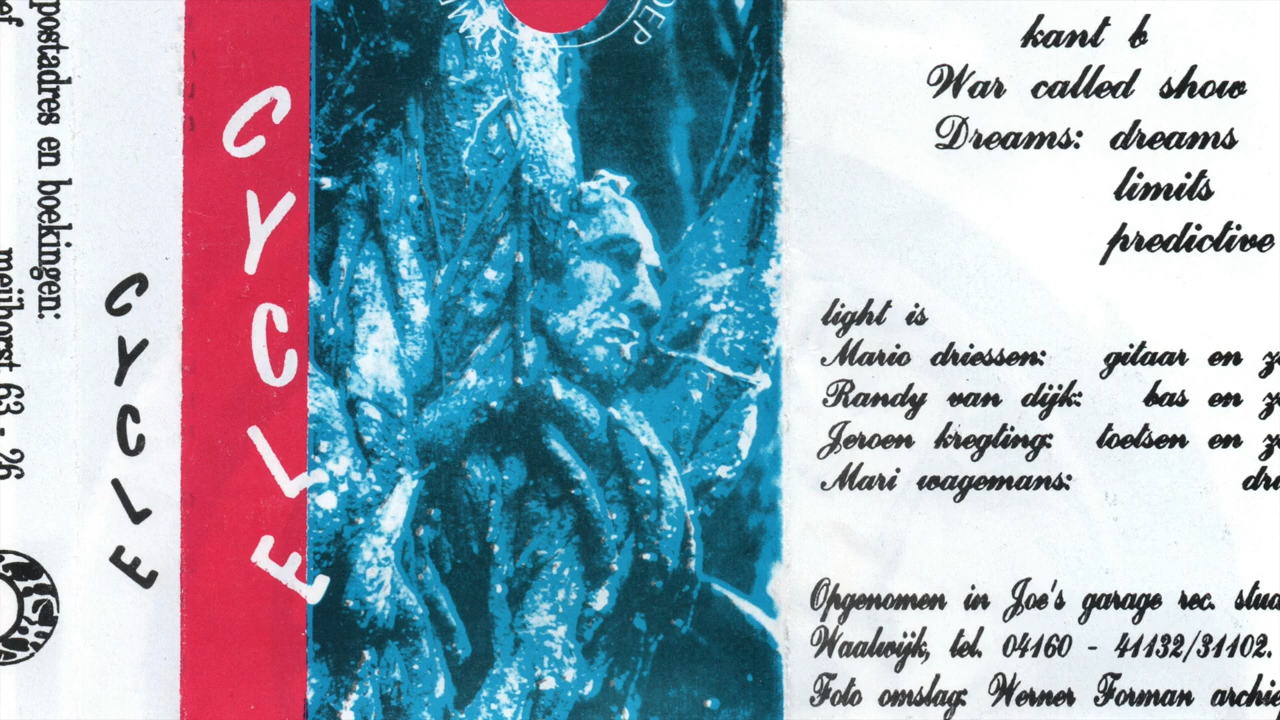 postadres en boekingen:
meijhorst 63 - 26
CYCLE
CYCLE
kant b
War called show
Dreams: dreams
limits
predictive
light is
Mario driessen: gitaar en
Randy van dijk: bas en
Jeroen kregting: toetsen en
Mari wagemans:
Opgenomen in Joe's garage rec.
Waalwijk, tel. 04160 - 41132/31102.
Foto omslag: Werner Forman